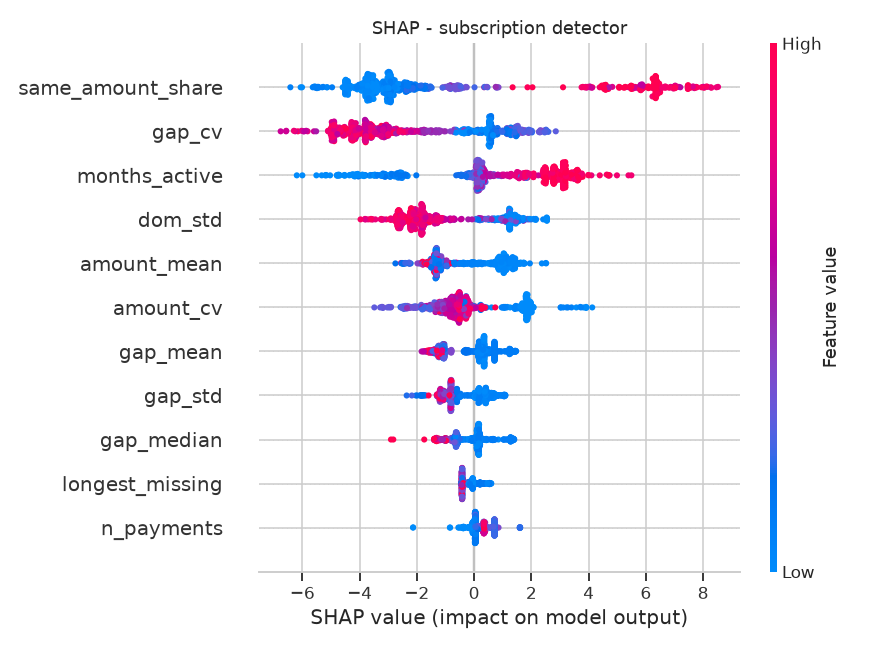 SHAP - subscription detector
High
same_amount_share
gap_cv
months_active
dom_std
amount_mean
amount_cv
gap_mean
gap_std
gap_median
longest_missing
n_payments
Feature value
Low
−6 −4 −2 0 2 4 6 8
SHAP value (impact on model output)